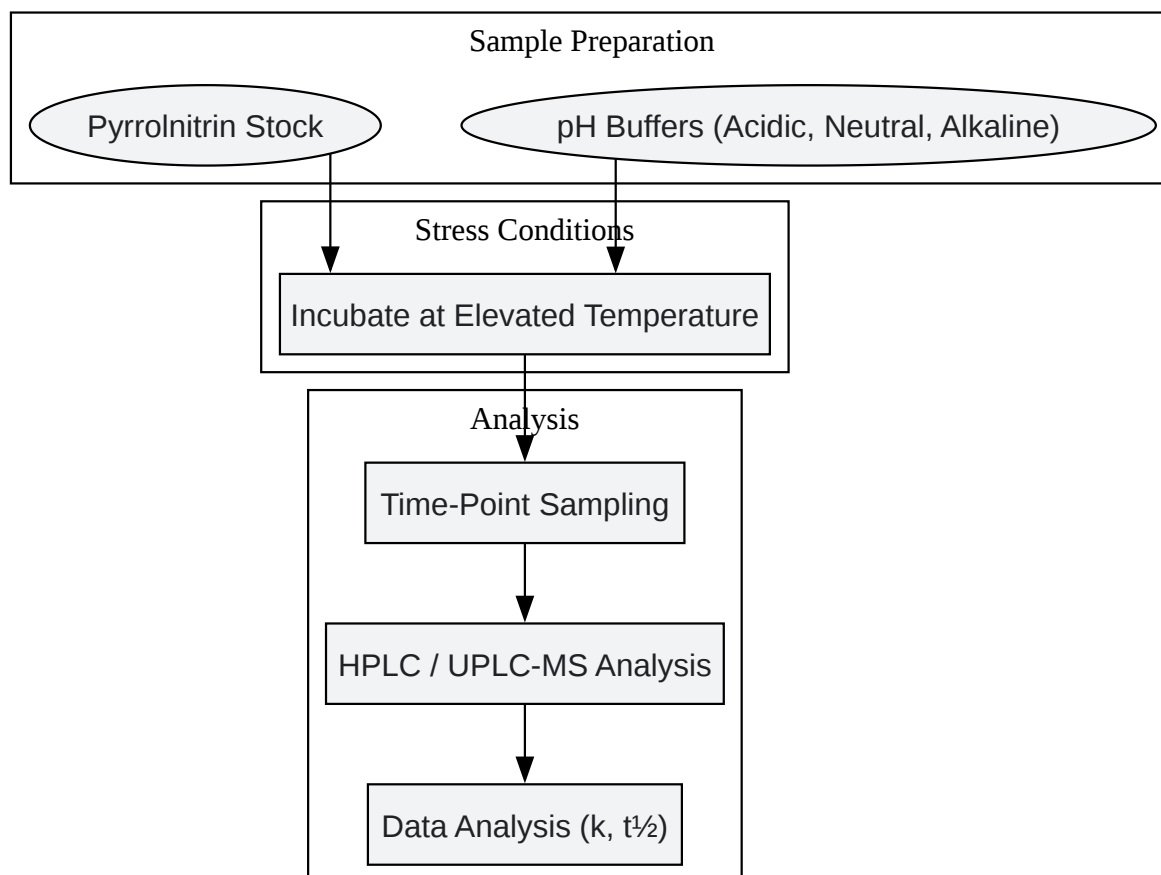 Sample Preparation
Pyrrolnitrin Stock
pH Buffers (Acidic, Neutral, Alkaline)
Stress Conditions
Incubate at Elevated Temperature
Analysis
Time-Point Sampling
HPLC / UPLC-MS Analysis
Data Analysis (k, t½)